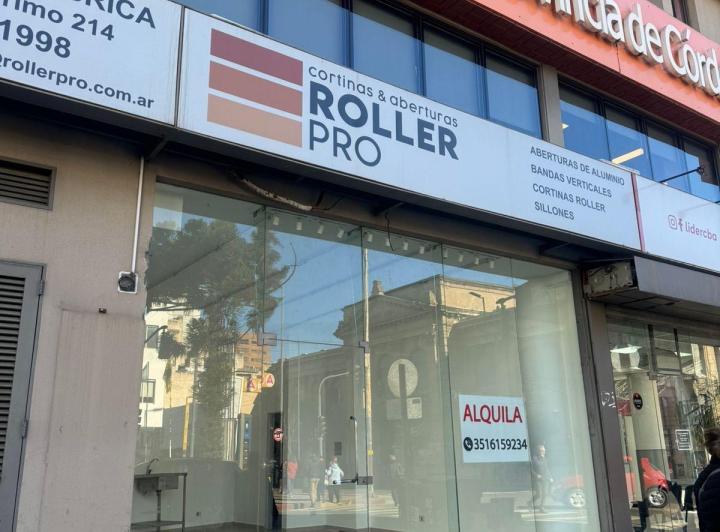 RICA
rimo 214
1998
rollerpro.com.ar
cortinas & aberturas
ROLLER
PRO
ABERTURAS DE ALUMINIO
BANDAS VERTICALES
CORTINAS ROLLER
SILLONES
incia de Córd
lidercba
ALQUILA
3516159234